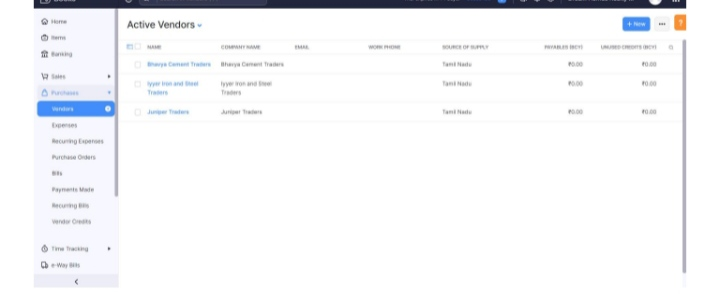 Home
Items
Banking
Sales
Purchases
Vendors
Expenses
Recurring Expenses
Purchase Orders
Bills
Payments Made
Recurring Bills
Vendor Credits
Time Tracking
e-Way Bills
Active Vendors
+ New
?
NAME COMPANY NAME EMAIL WORK PHONE SOURCE OF SUPPLY PAYABLES (BCY) UNUSED CREDITS (BCY)
Bhavya Cement Traders Bhavya Cement Traders Tamil Nadu ₹0.00 ₹0.00
Iyyer Iron and Steel Iyyer Iron and Steel Tamil Nadu ₹0.00 ₹0.00
Traders Traders
Juniper Traders Juniper Traders Tamil Nadu ₹0.00 ₹0.00